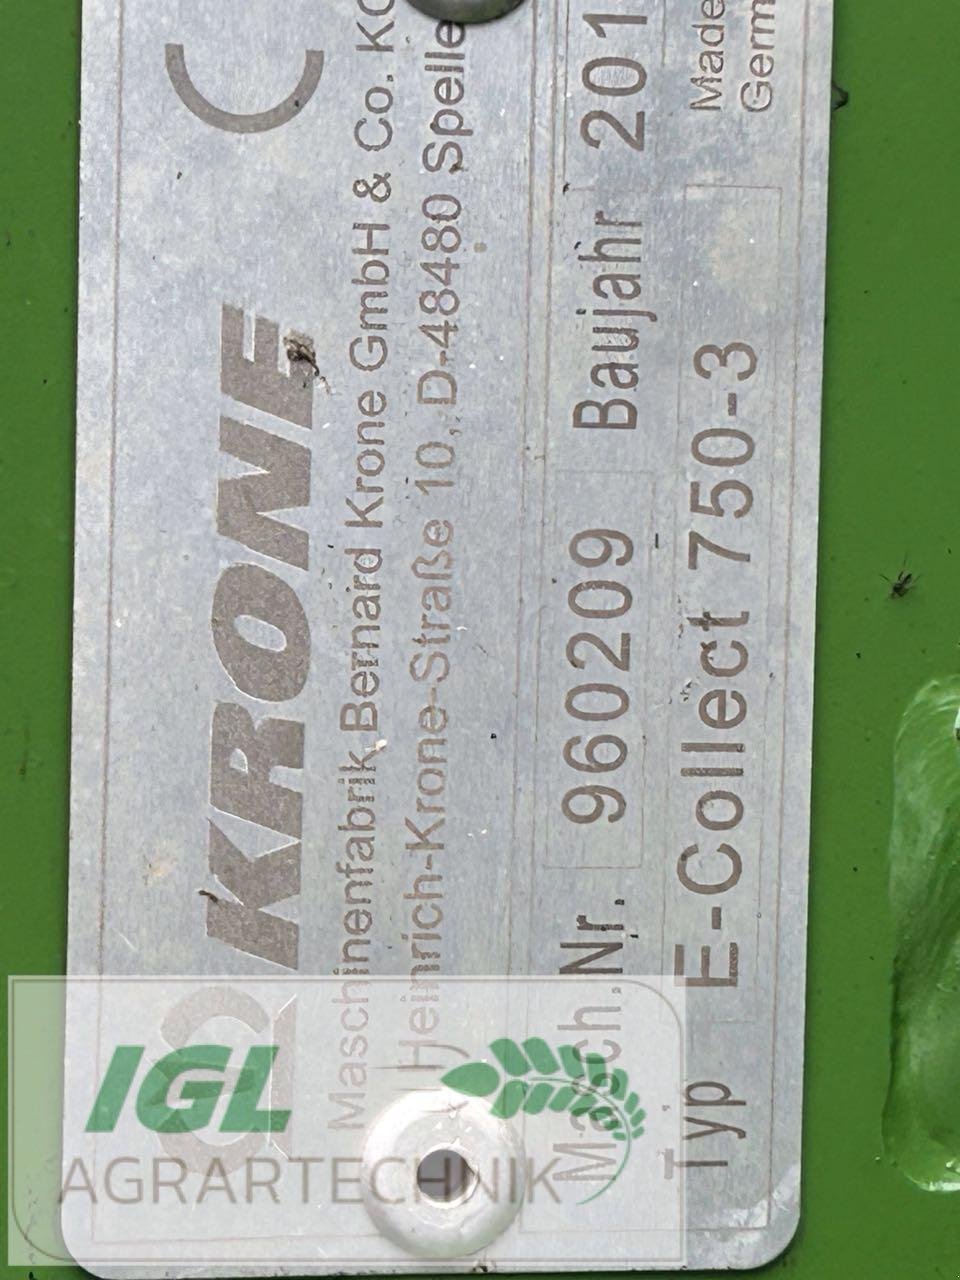 KRONE
Maschinenfabrik Bernard Krone GmbH & Co. KG
Heinrich-Krone-Straße 10, D-48480 Spelle
Masch.Nr. 960209 Baujahr 201
Typ E-Collect 750-3
Made
Germ
IGL
AGRARTECHNIK